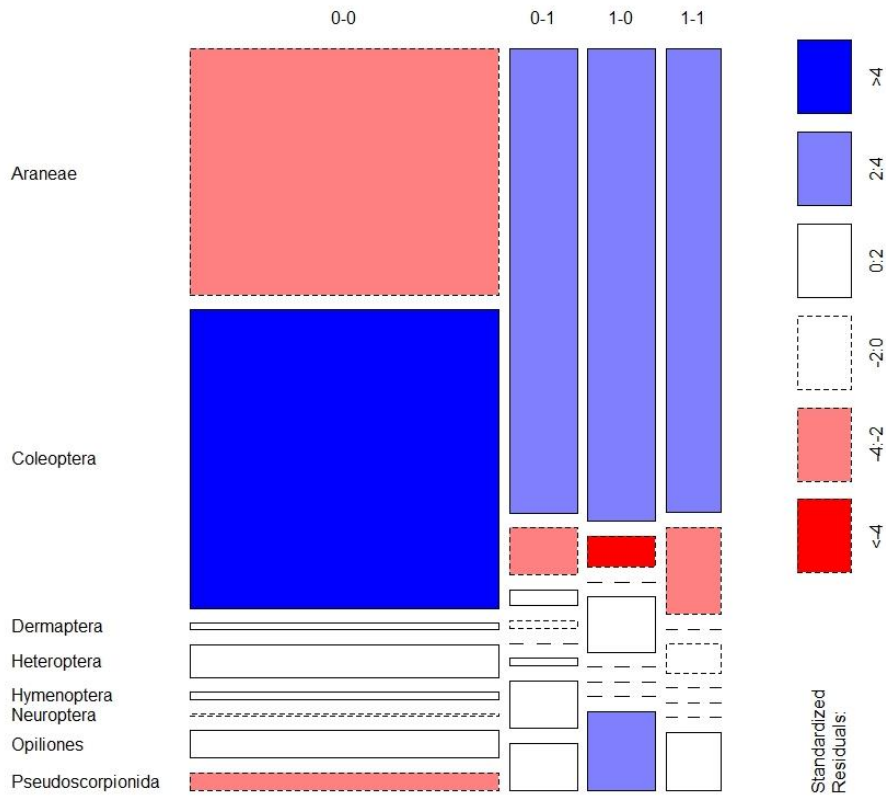 0-0 0-1 1-0 1-1
Araneae
Coleoptera
Dermaptera
Heteroptera
Hymenoptera
Neuroptera
Opiliones
Pseudoscorpionida
>4
2:4
0:2
-2:0
-4:-2
<-4
Standardized
Residuals: